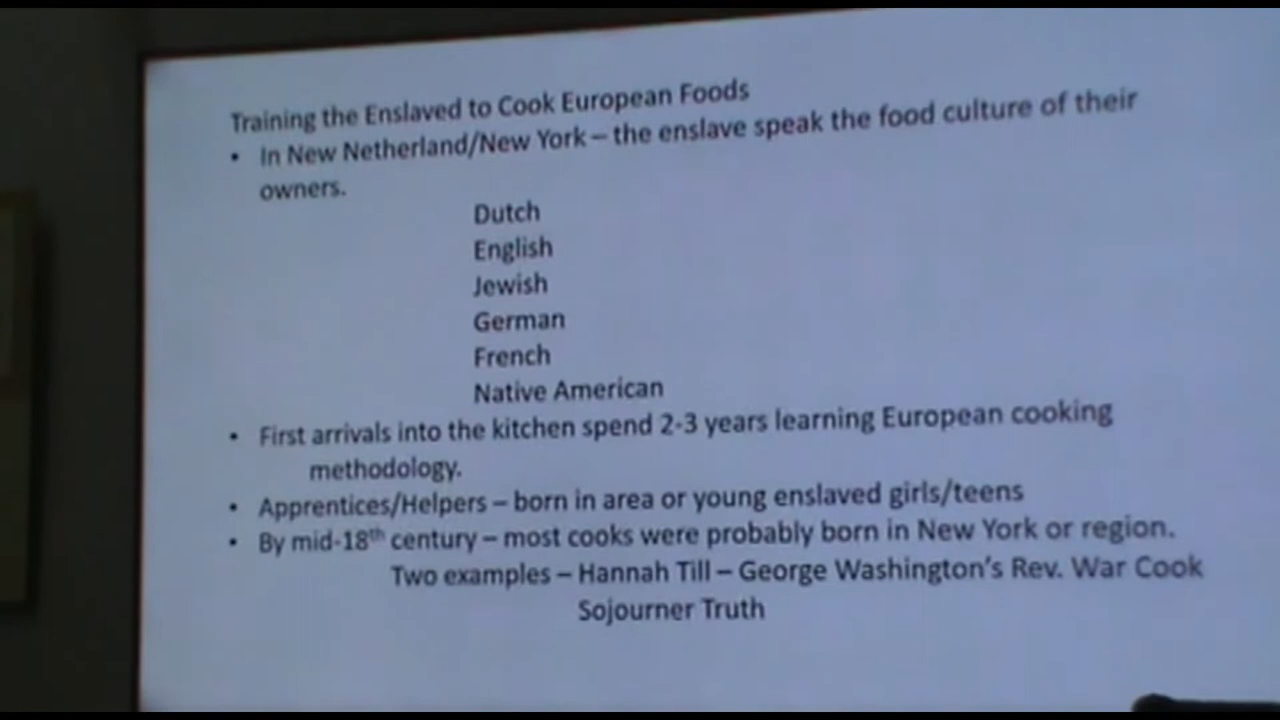 Training the Enslaved to Cook European Foods
• In New Netherland/New York – the enslave speak the food culture of their
owners.
Dutch
English
Jewish
German
French
Native American
• First arrivals into the kitchen spend 2-3 years learning European cooking
methodology.
• Apprentices/Helpers – born in area or young enslaved girls/teens
• By mid-18th century – most cooks were probably born in New York or region.
Two examples – Hannah Till – George Washington's Rev. War Cook
Sojourner Truth